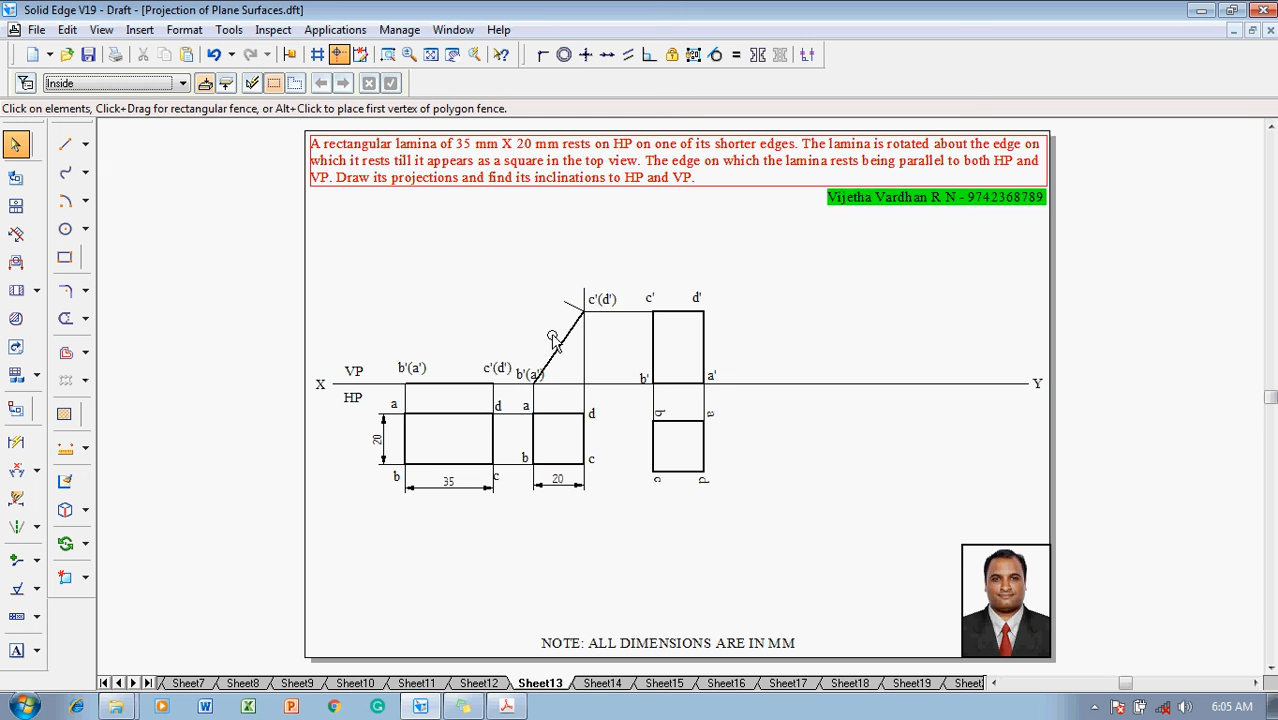 Solid Edge V19 - Draft - [Projection of Plane Surfaces.dft]
File Edit View Insert Format Tools Inspect Applications Manage Window Help
Inside
Click on elements, Click+Drag for rectangular fence, or Alt+Click to place first vertex of polygon fence.
A rectangular lamina of 35 mm X 20 mm rests on HP on one of its shorter edges. The lamina is rotated about the edge on
which it rests till it appears as a square in the top view. The edge on which the lamina rests being parallel to both HP and
VP. Draw its projections and find its inclinations to HP and VP.
Vijetha Vardhan R N - 9742368789
c'(d') c' d'
VP b'(a') c'(d') b'(a') b' a'
X Y
HP a d a d b a
20
b c b c c d
35 20
NOTE: ALL DIMENSIONS ARE IN MM
Sheet7 Sheet8 Sheet9 Sheet10 Sheet11 Sheet12 Sheet13 Sheet14 Sheet15 Sheet16 Sheet17 Sheet18 Sheet19 Sheet
6:05 AM